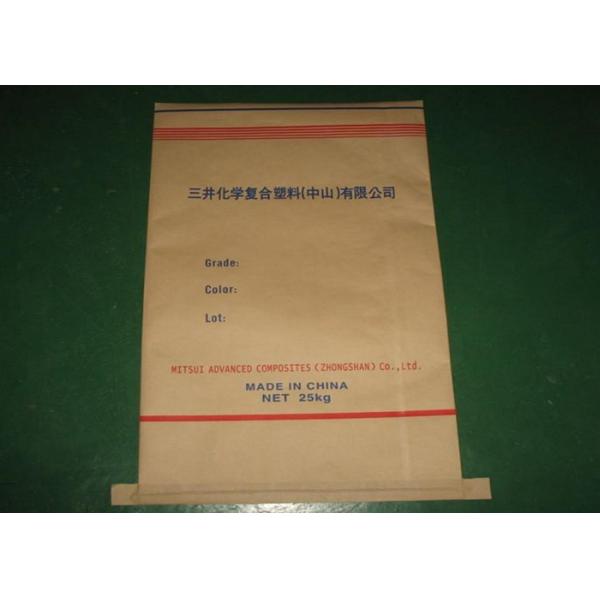 三井化学复合塑料(中山)有限公司
Grade:
Color:
Lot:
MITSUI ADVANCED COMPOSITES (ZHONGSHAN) Co.,Ltd.
MADE IN CHINA
NET 25kg